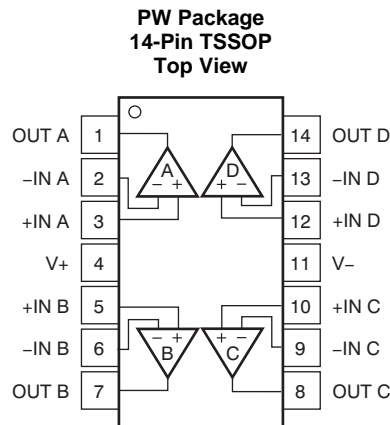 PW Package
14-Pin TSSOP
Top View
OUT A 1 14 OUT D
−IN A 2 A D 13 −IN D
− + + −
+IN A 3 12 +IN D
V+ 4 11 V−
+IN B 5 10 +IN C
− + + −
−IN B 6 B C 9 −IN C
OUT B 7 8 OUT C